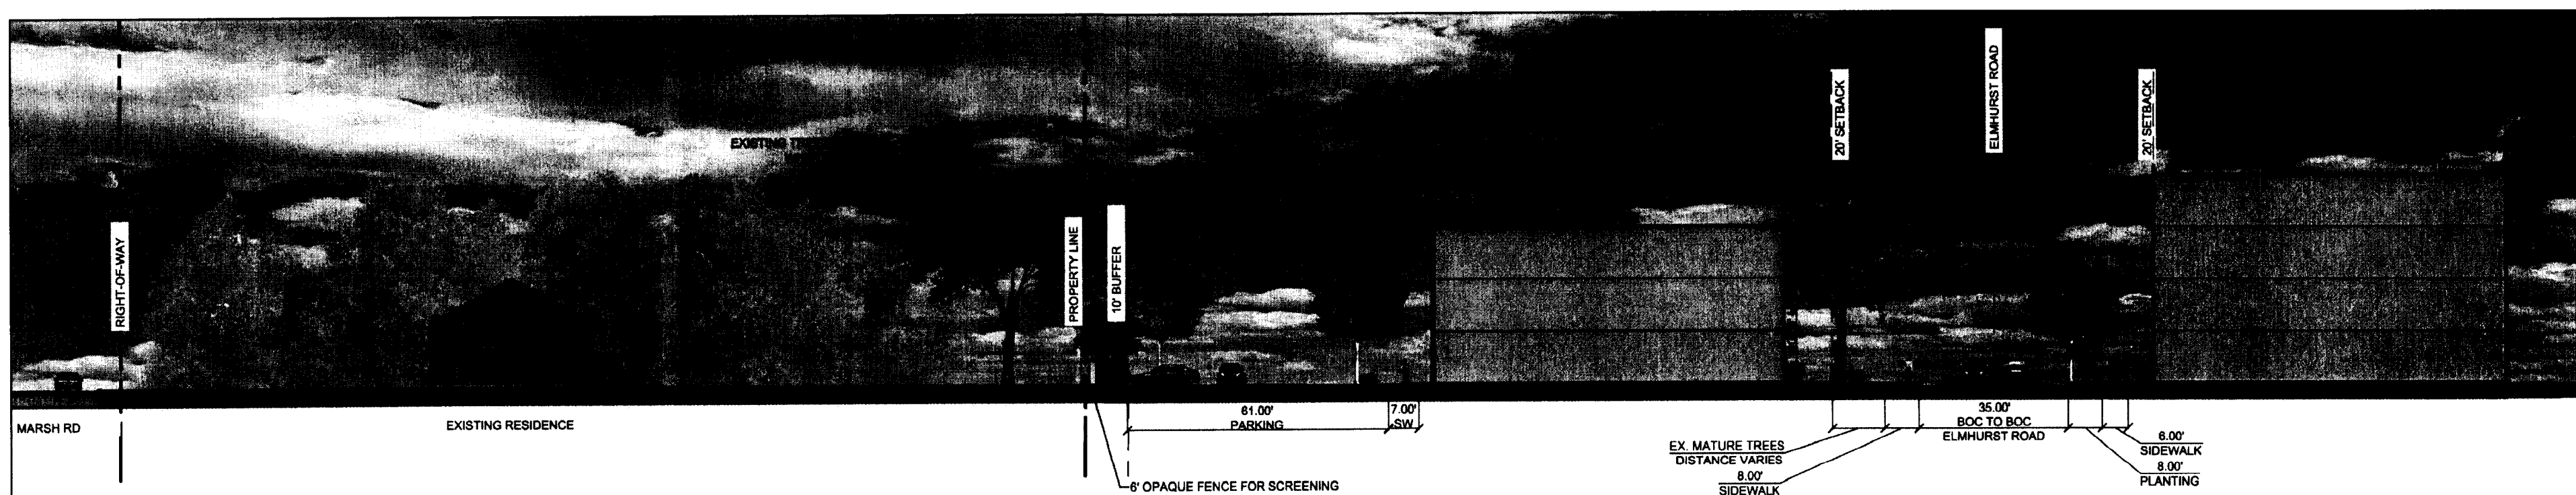 RIGHT-OF-WAY
EXISTING
PROPERTY LINE
10' BUFFER
20' SETBACK
ELMHURST ROAD
20' SETBACK
MARSH RD
EXISTING RESIDENCE
61.00'
PARKING
7.00'
SW
6' OPAQUE FENCE FOR SCREENING
EX. MATURE TREES
DISTANCE VARIES
8.00'
SIDEWALK
35.00'
BOC TO BOC
ELMHURST ROAD
6.00'
SIDEWALK
8.00'
PLANTING